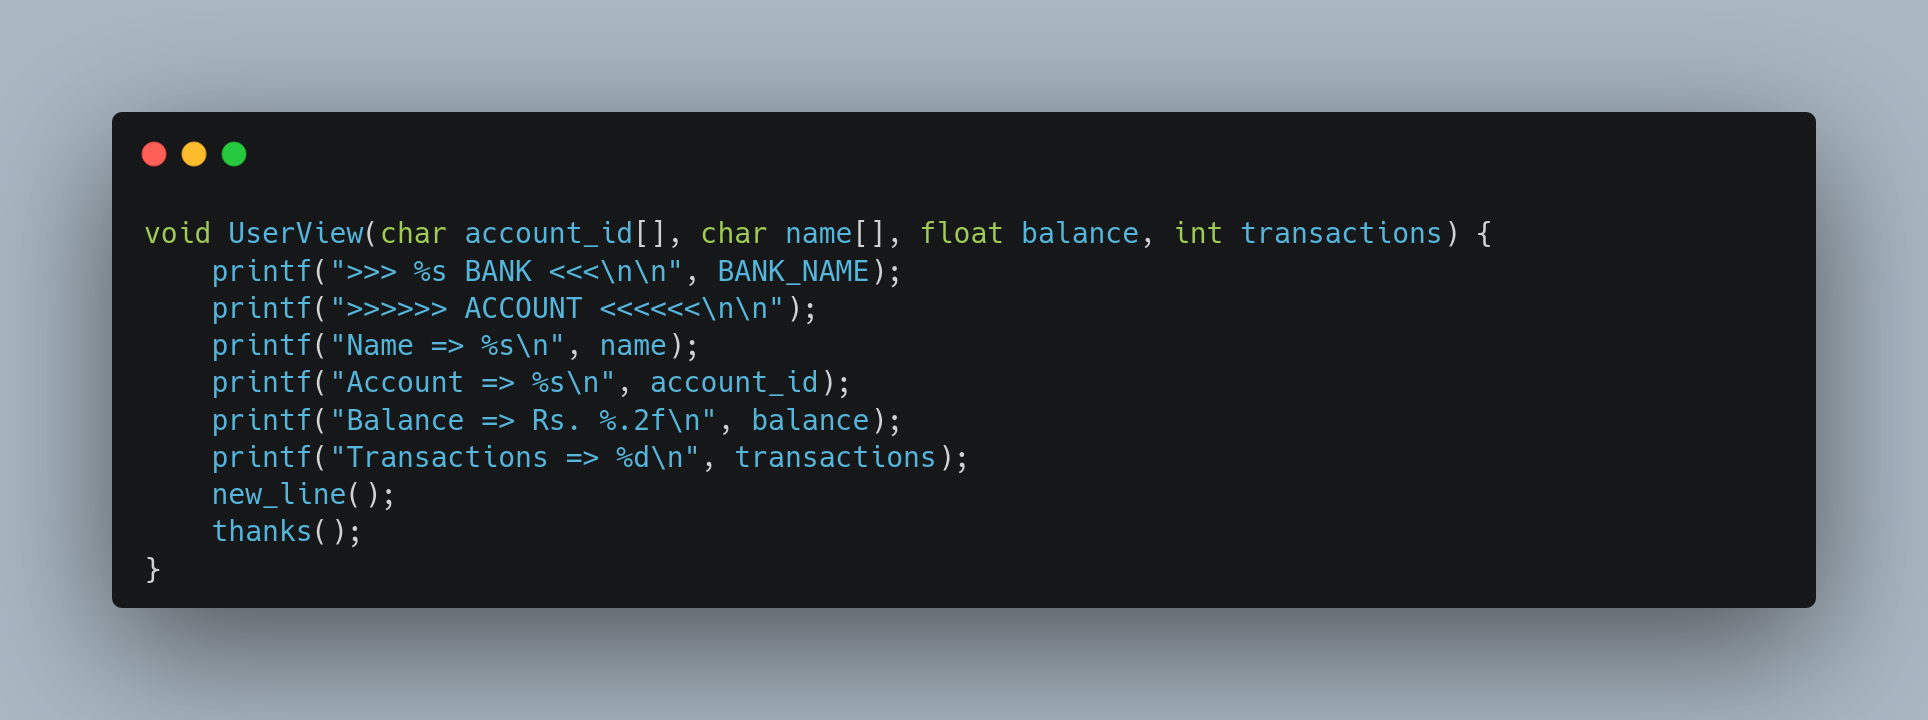 void UserView(char account_id[], char name[], float balance, int transactions) {
    printf(">>> %s BANK <<<\n\n", BANK_NAME);
    printf(">>>>>> ACCOUNT <<<<<<\n\n");
    printf("Name => %s\n", name);
    printf("Account => %s\n", account_id);
    printf("Balance => Rs. %.2f\n", balance);
    printf("Transactions => %d\n", transactions);
    new_line();
    thanks();
}